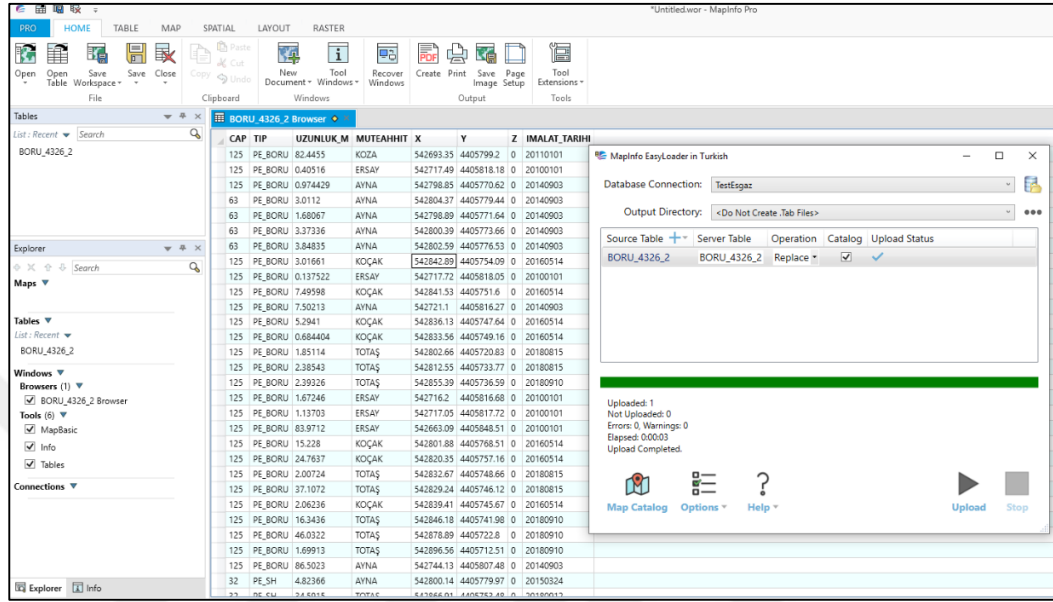 *Untitled.wor - MapInfo Pro
PRO HOME TABLE MAP SPATIAL LAYOUT RASTER
Open Open Table Save Workspace Save Close
Copy Paste Cut Undo
New Document Tool Windows Recover Windows
Create PDF Print Save Image Page Setup
Tool Extensions
File Clipboard Windows Output Tools
Tables
List : Recent Search
BORU_4326_2
Explorer
Search
Maps
Tables
List : Recent
BORU_4326_2
Windows
Browsers (1)
BORU_4326_2 Browser
Tools (6)
MapBasic
Info
Tables
Connections
Explorer Info
BORU_4326_2 Browser
CAP TIP UZUNLUK_M MUTEAHHIT X Y Z IMALAT_TARIHI
125 PE_BORU 82.4455 KOZA 542693.35 4405799.2 0 20110101
125 PE_BORU 0.40516 ERSAY 542717.49 4405818.18 0 20100101
125 PE_BORU 0.974429 AYNA 542798.85 4405770.62 0 20140903
63 PE_BORU 3.0112 AYNA 542804.37 4405779.44 0 20140903
63 PE_BORU 1.68067 AYNA 542798.89 4405771.64 0 20140903
63 PE_BORU 3.37336 AYNA 542800.39 4405773.66 0 20140903
63 PE_BORU 3.84835 AYNA 542802.59 4405776.53 0 20140903
125 PE_BORU 3.01661 KOÇAK 542842.89 4405754.09 0 20160514
125 PE_BORU 0.137522 ERSAY 542717.72 4405818.05 0 20100101
125 PE_BORU 7.49598 KOÇAK 542841.53 4405751.6 0 20160514
125 PE_BORU 7.50213 AYNA 542721.1 4405816.27 0 20140903
125 PE_BORU 5.2941 KOÇAK 542836.13 4405747.64 0 20160514
125 PE_BORU 0.684404 KOÇAK 542833.56 4405749.16 0 20160514
125 PE_BORU 1.85114 TOTAŞ 542802.66 4405720.83 0 20180815
125 PE_BORU 2.38543 TOTAŞ 542812.55 4405733.77 0 20180815
125 PE_BORU 2.39326 TOTAŞ 542855.39 4405736.59 0 20180910
125 PE_BORU 1.67246 ERSAY 542716.2 4405816.68 0 20100101
125 PE_BORU 1.13703 ERSAY 542717.05 4405817.72 0 20100101
125 PE_BORU 83.9712 ERSAY 542663.09 4405848.51 0 20100101
125 PE_BORU 15.228 KOÇAK 542801.88 4405768.51 0 20160514
125 PE_BORU 24.7637 KOÇAK 542820.35 4405757.16 0 20160514
125 PE_BORU 2.00724 TOTAŞ 542832.67 4405748.66 0 20180815
125 PE_BORU 37.1072 TOTAŞ 542829.24 4405746.12 0 20180815
125 PE_BORU 2.06236 KOÇAK 542839.41 4405745.67 0 20160514
125 PE_BORU 16.3436 TOTAŞ 542846.18 4405741.98 0 20180910
125 PE_BORU 46.0322 TOTAŞ 542878.89 4405722.8 0 20180910
125 PE_BORU 1.69913 TOTAŞ 542896.56 4405712.51 0 20180910
125 PE_BORU 86.5023 AYNA 542744.13 4405807.48 0 20140903
32 PE_SH 4.82366 AYNA 542800.14 4405779.97 0 20150324
MapInfo EasyLoader in Turkish
Database Connection: TestEsgaz
Output Directory: <Do Not Create .Tab Files>
Source Table Server Table Operation Catalog Upload Status
BORU_4326_2 BORU_4326_2 Replace
Uploaded: 1
Not Uploaded: 0
Errors: 0, Warnings: 0
Elapsed: 0:00:03
Upload Completed.
Map Catalog Options Help Upload Stop